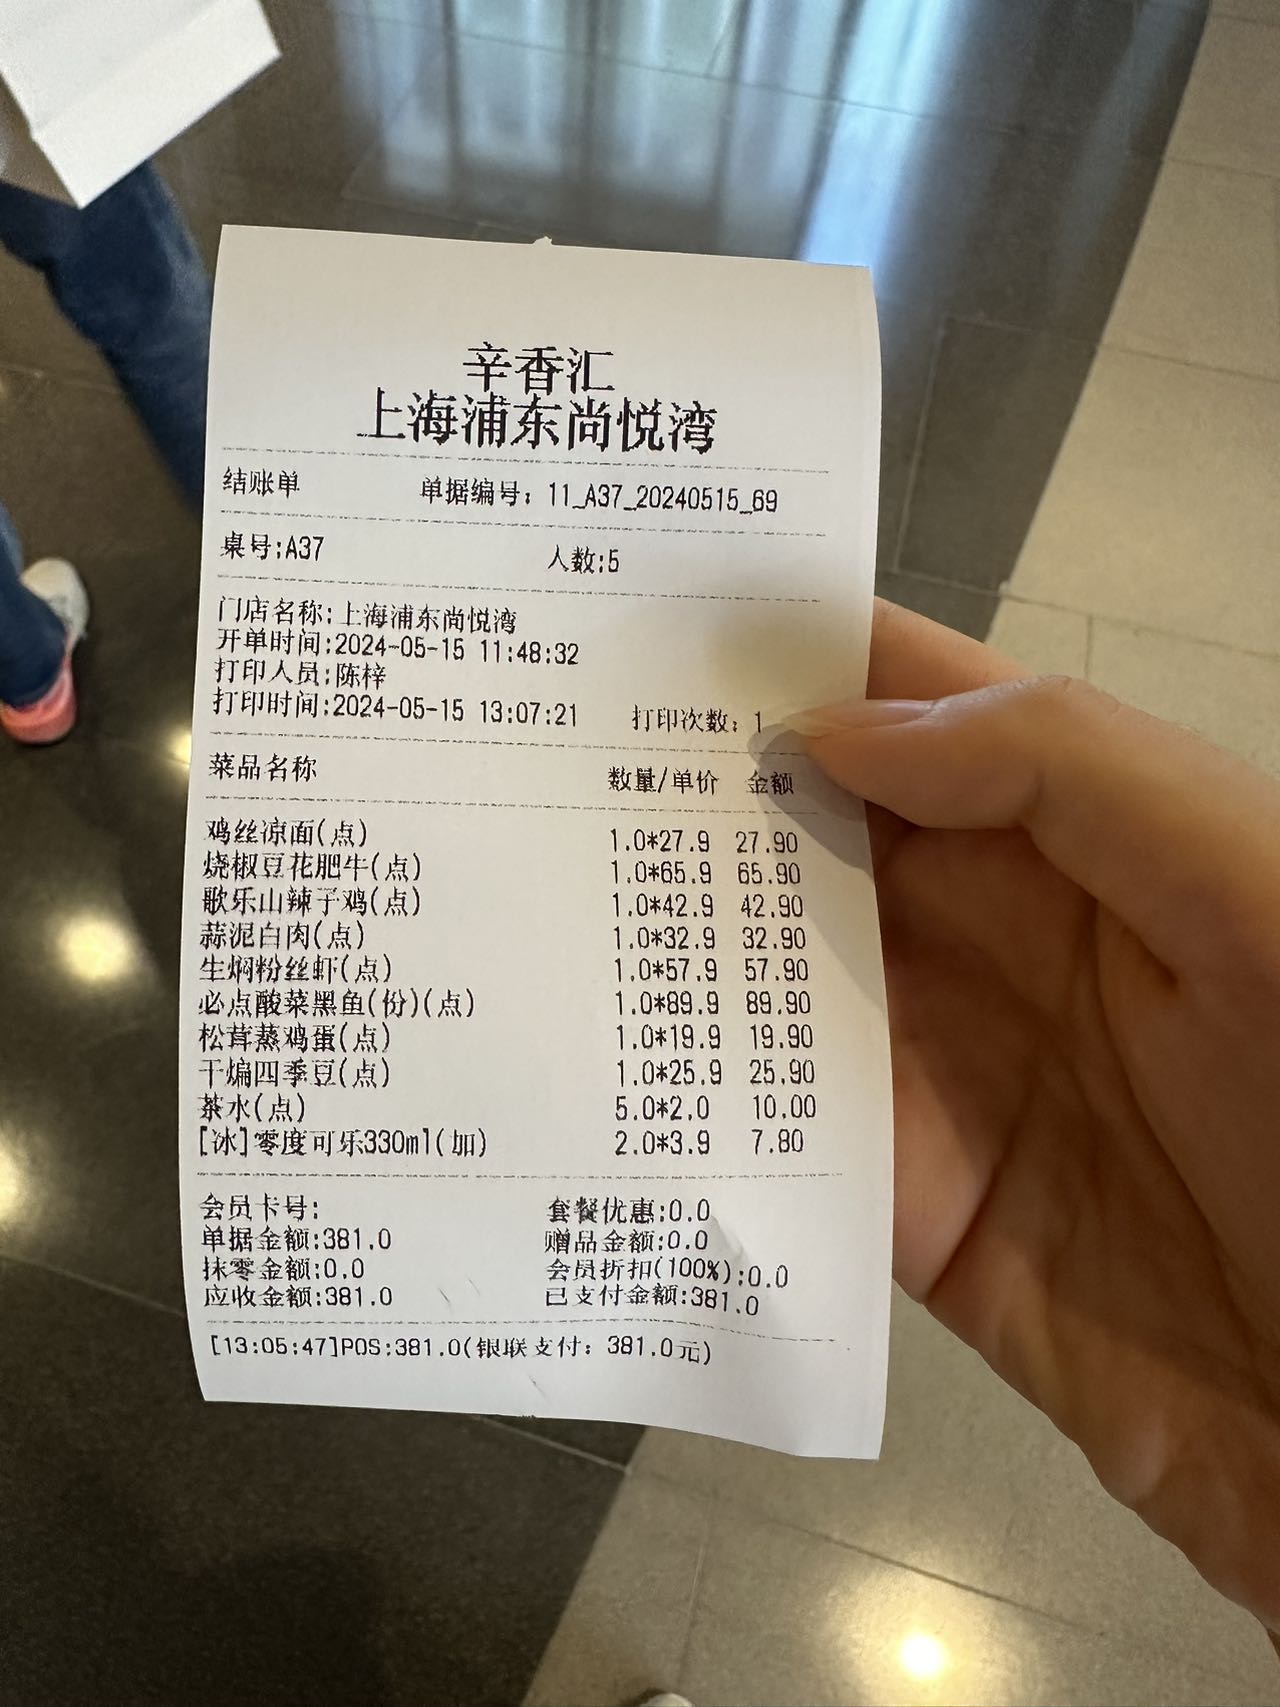 辛香汇
上海浦东尚悦湾
结账单 单据编号：11_A37_20240515_69
桌号:A37 人数:5
门店名称:上海浦东尚悦湾
开单时间:2024-05-15 11:48:32
打印人员:陈梓
打印时间:2024-05-15 13:07:21 打印次数：1
菜品名称 数量/单价 金额
鸡丝凉面(点) 1.0*27.9 27.90
烧椒豆花肥牛(点) 1.0*65.9 65.90
歌乐山辣子鸡(点) 1.0*42.9 42.90
蒜泥白肉(点) 1.0*32.9 32.90
生焖粉丝虾(点) 1.0*57.9 57.90
必点酸菜黑鱼(份)(点) 1.0*89.9 89.90
松茸蒸鸡蛋(点) 1.0*19.9 19.90
干煸四季豆(点) 1.0*25.9 25.90
茶水(点) 5.0*2.0 10.00
[冰]零度可乐330ml(加) 2.0*3.9 7.80
会员卡号: 套餐优惠:0.0
单据金额:381.0 赠品金额:0.0
抹零金额:0.0 会员折扣(100%):0.0
应收金额:381.0 已支付金额:381.0
[13:05:47]POS:381.0(银联支付：381.0元)